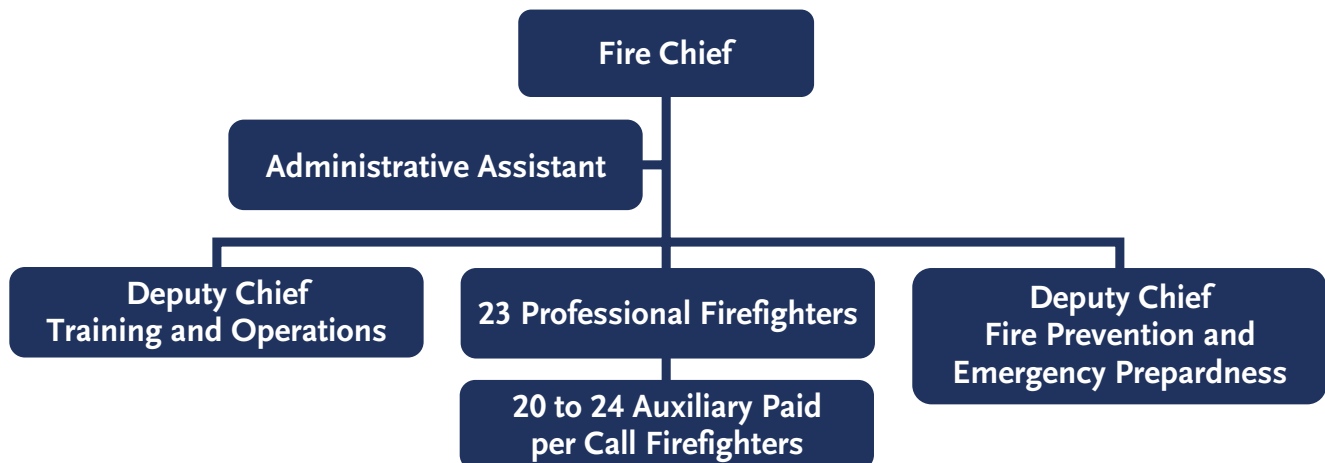 Fire Chief
Administrative Assistant
Deputy Chief
Training and Operations
23 Professional Firefighters
Deputy Chief
Fire Prevention and
Emergency Prepardness
20 to 24 Auxiliary Paid
per Call Firefighters